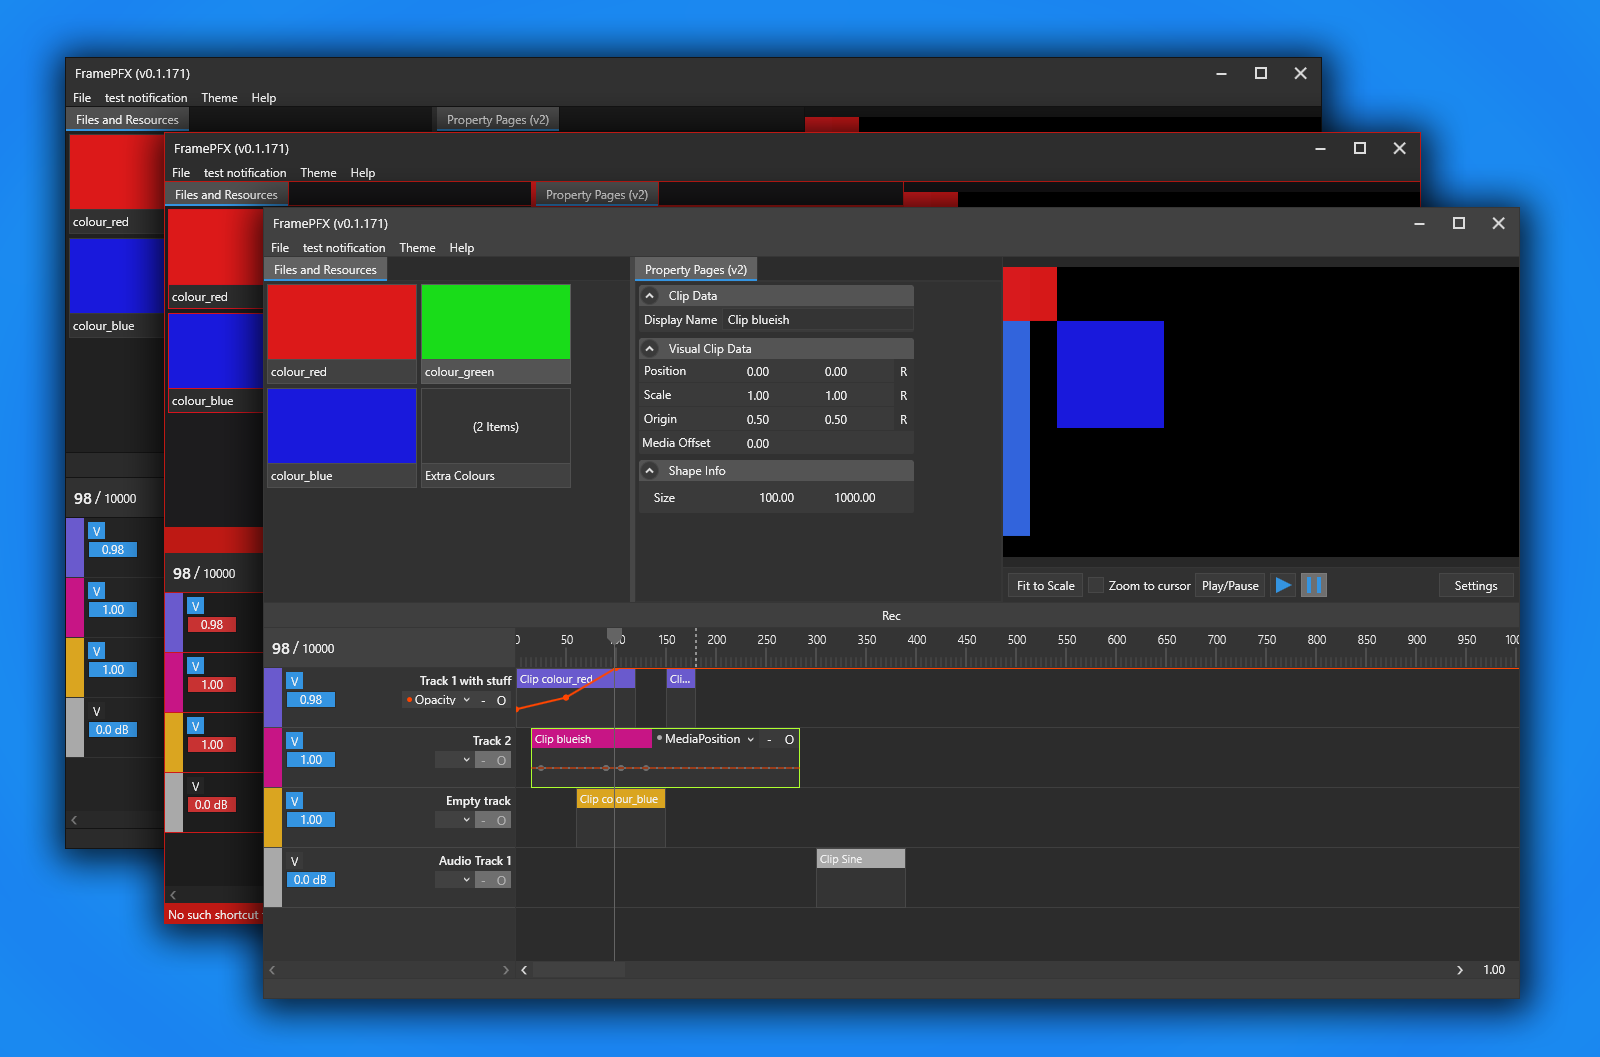 FramePFX (v0.1.171)
File test notification Theme Help
Files and Resources Property Pages (v2)
colour_red
colour_blue
98 / 10000
V
0.98
V
1.00
V
1.00
V
0.0 dB
FramePFX (v0.1.171)
File test notification Theme Help
Files and Resources Property Pages (v2)
colour_red
colour_blue
98 / 10000
V
0.98
V
1.00
V
1.00
V
0.0 dB
No such shortcut
FramePFX (v0.1.171)
File test notification Theme Help
Files and Resources
colour_red colour_green
(2 Items)
colour_blue Extra Colours
Property Pages (v2)
Clip Data
Display Name Clip blueish
Visual Clip Data
Position 0.00 0.00 R
Scale 1.00 1.00 R
Origin 0.50 0.50 R
Media Offset 0.00
Shape Info
Size 100.00 1000.00
Fit to Scale Zoom to cursor Play/Pause Settings
Rec
98 / 10000
50 150 200 250 300 350 400 450 500 550 600 650 700 750 800 850 900 950
V Track 1 with stuff
0.98 Opacity - O
Clip colour_red Cli...
V Track 2
1.00 - O
Clip blueish MediaPosition - O
V Empty track
1.00 - O
Clip colour_blue
V Audio Track 1
0.0 dB - O
Clip Sine
1.00